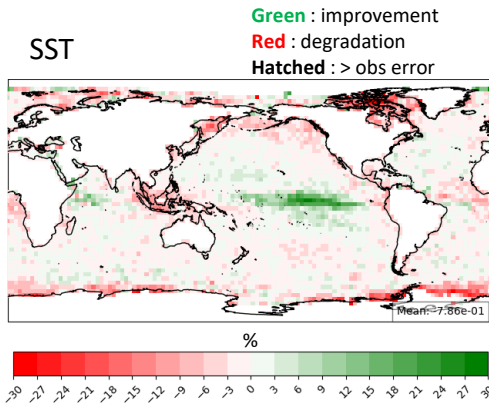 Green : improvement
SST
Red : degradation
Hatched : > obs error
Mean: -7.86e-01
%
-30 -27 -24 -21 -18 -15 -12 -9 -6 -3 0 3 6 9 12 15 18 21 24 27 30